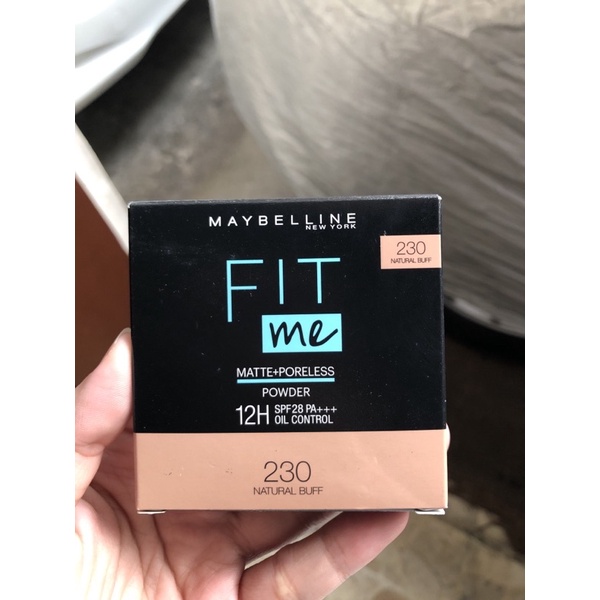 MAYBELLINE
NEW YORK
230
NATURAL BUFF
FIT
me
MATTE+PORELESS
POWDER
12H SPF28 PA+++
OIL CONTROL
230
NATURAL BUFF